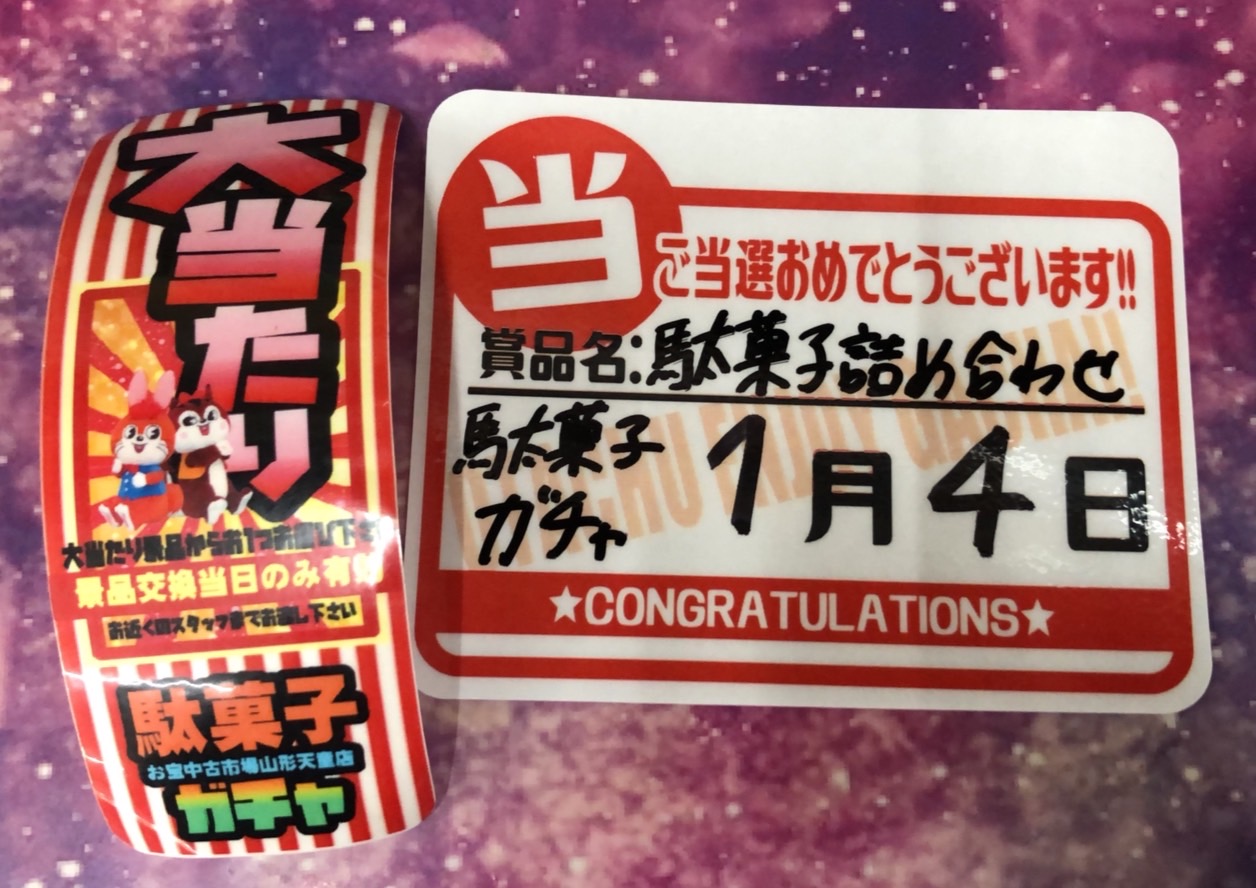 大当たり
大当たり景品からお1つお選び下さ
景品交換当日のみ有効
お近くのスタッフまでお渡し下さい
駄菓子
お宝中古市場山形天童店
ガチャ
当
ご当選おめでとうございます!!
賞品名:駄菓子詰め合わせ
駄菓子
ガチャ
1月4日
★CONGRATULATIONS★